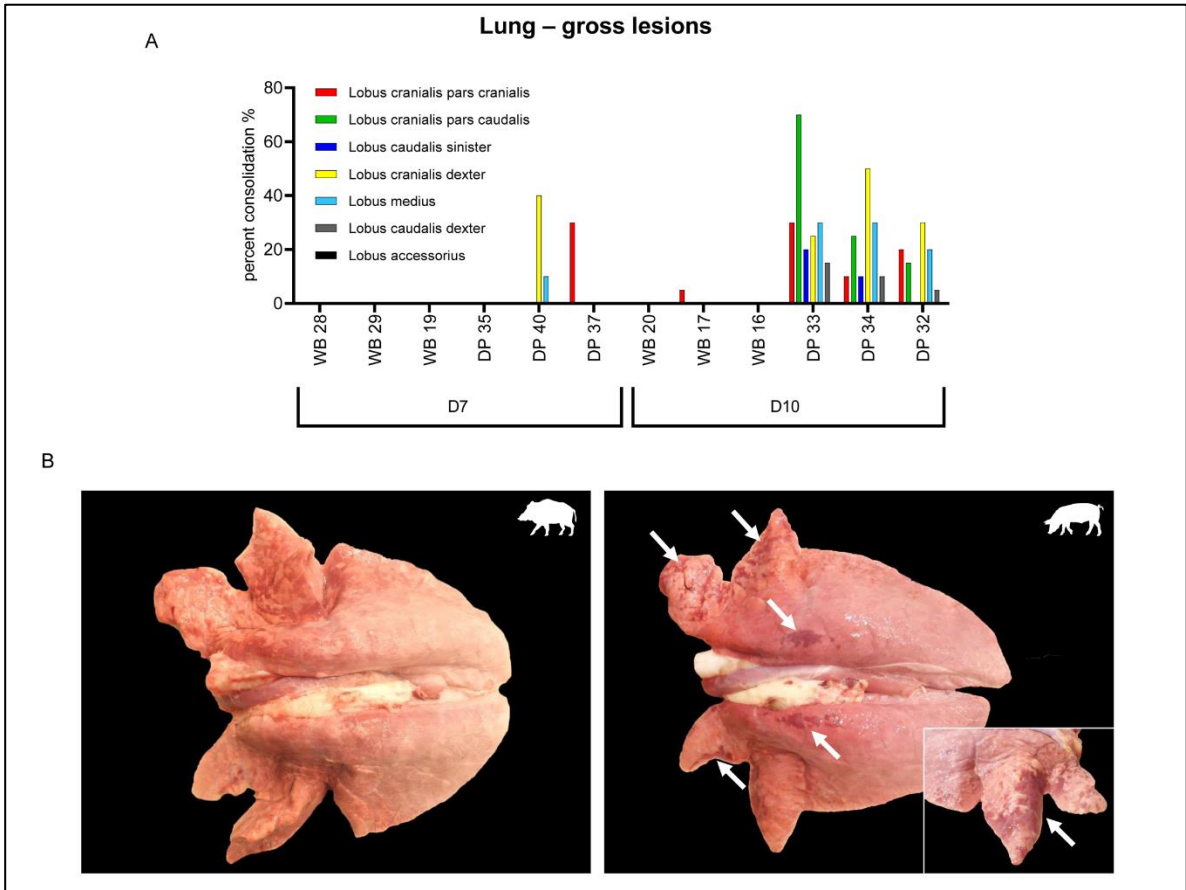 Lung – gross lesions
A
percent consolidation %
80
60
40
20
0
Lobus cranialis pars cranialis
Lobus cranialis pars caudalis
Lobus caudalis sinister
Lobus cranialis dexter
Lobus medius
Lobus caudalis dexter
Lobus accessorius
WB 28
WB 29
WB 19
DP 35
DP 40
DP 37
WB 20
WB 17
WB 16
DP 33
DP 34
DP 32
D7
D10
B